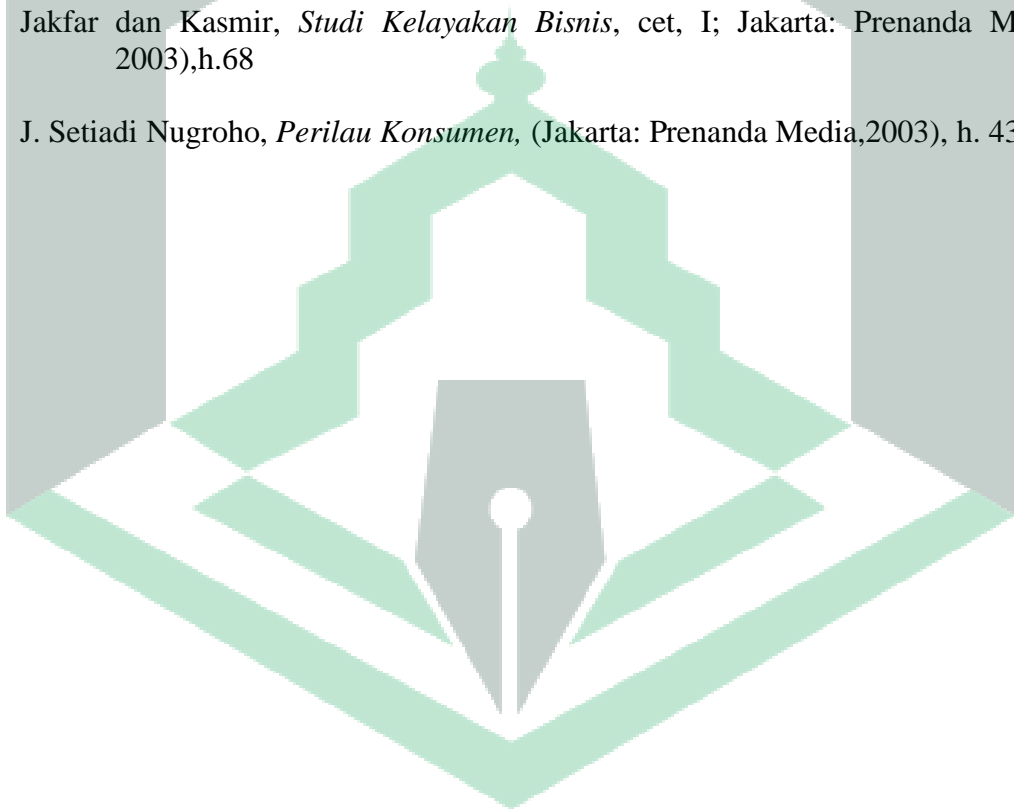 Jakfar dan Kasmir, Studi Kelayakan Bisnis, cet, I; Jakarta: Prenanda M
2003),h.68
J. Setiadi Nugroho, Perilau Konsumen, (Jakarta: Prenanda Media,2003), h. 43